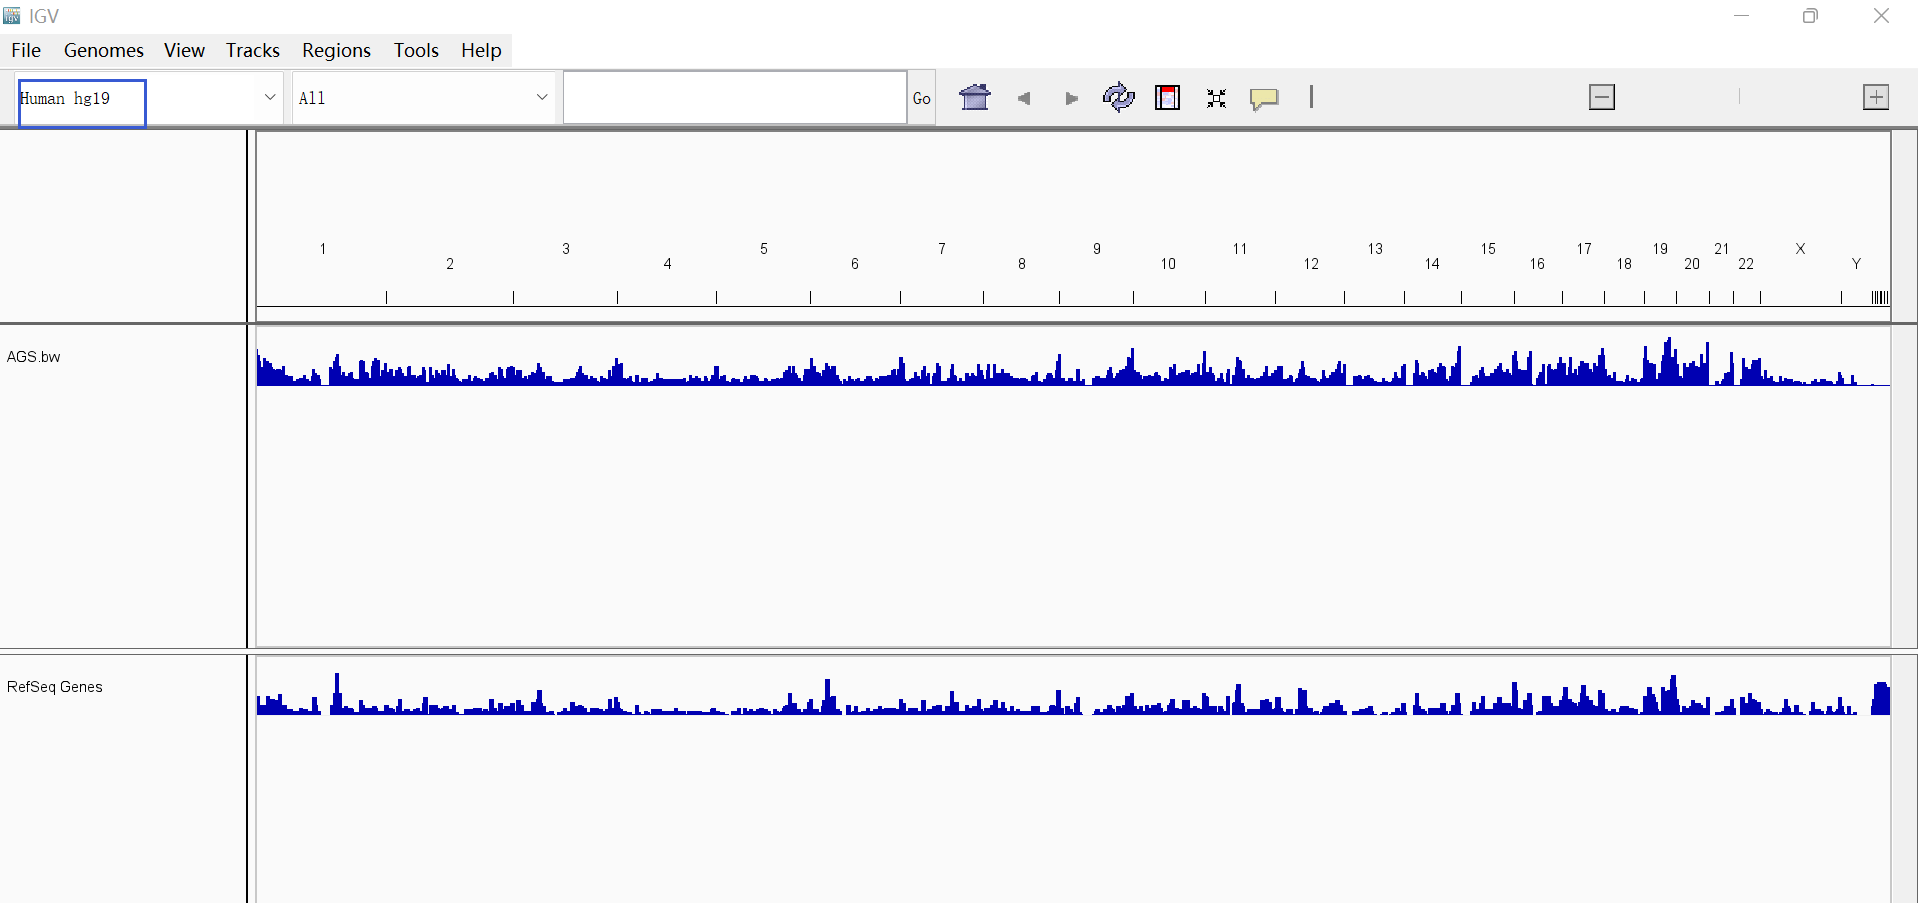 IGV
File Genomes View Tracks Regions Tools Help
Human hg19 All Go
1 3 5 7 9 11 13 15 17 19 21 X
2 4 6 8 10 12 14 16 18 20 22 Y
AGS.bw
RefSeq Genes